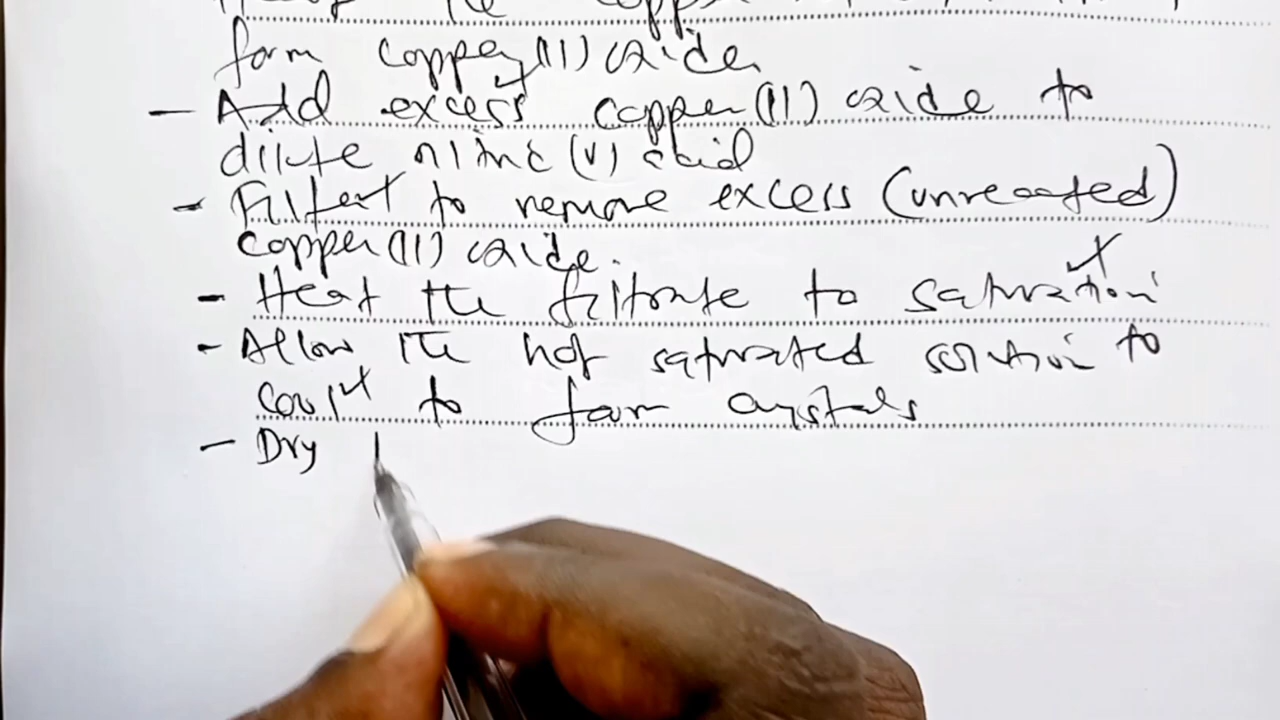 form copper(II) oxide
- Add excess copper(II) oxide to
dilute nitric (v) acid
- Filter to remove excess (unreacted)
copper(II) oxide.
- Heat the filtrate to saturation
- Allow the hot saturated solution to
cool to form crystals
- Dry